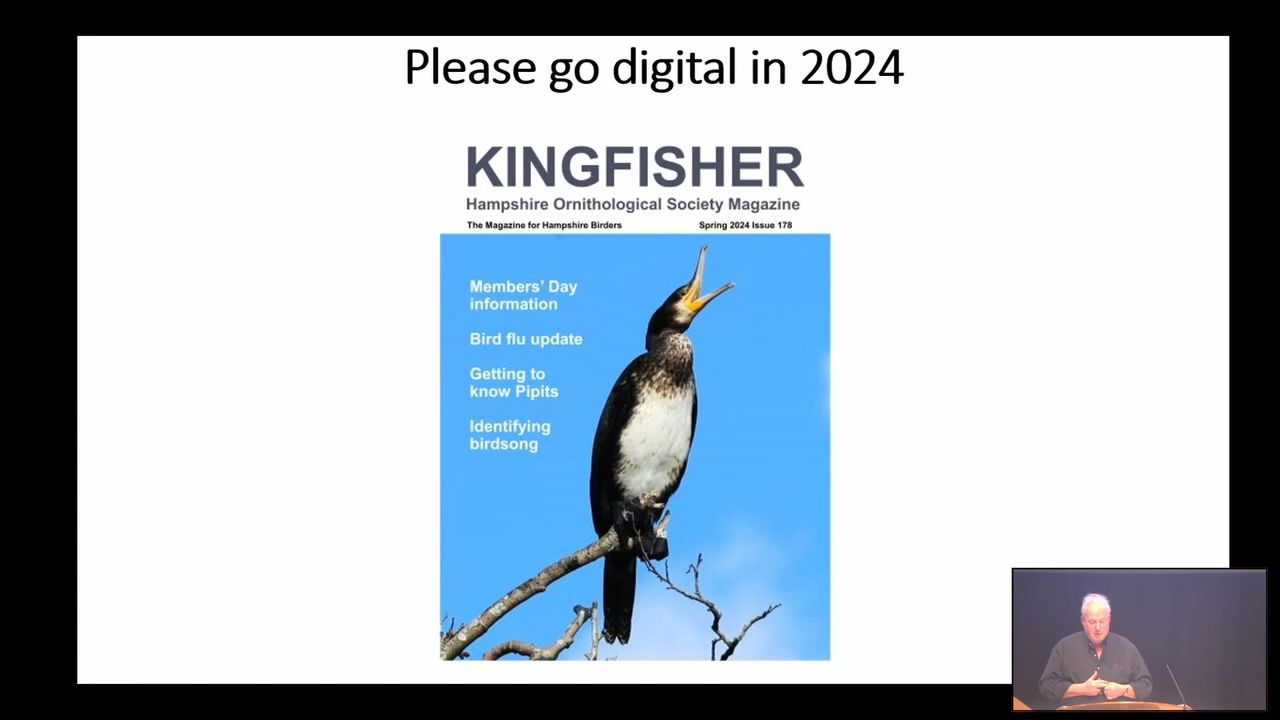 Please go digital in 2024
KINGFISHER
Hampshire Ornithological Society Magazine
The Magazine for Hampshire Birders Spring 2024 Issue 178
Members’ Day
information
Bird flu update
Getting to
know Pipits
Identifying
birdsong